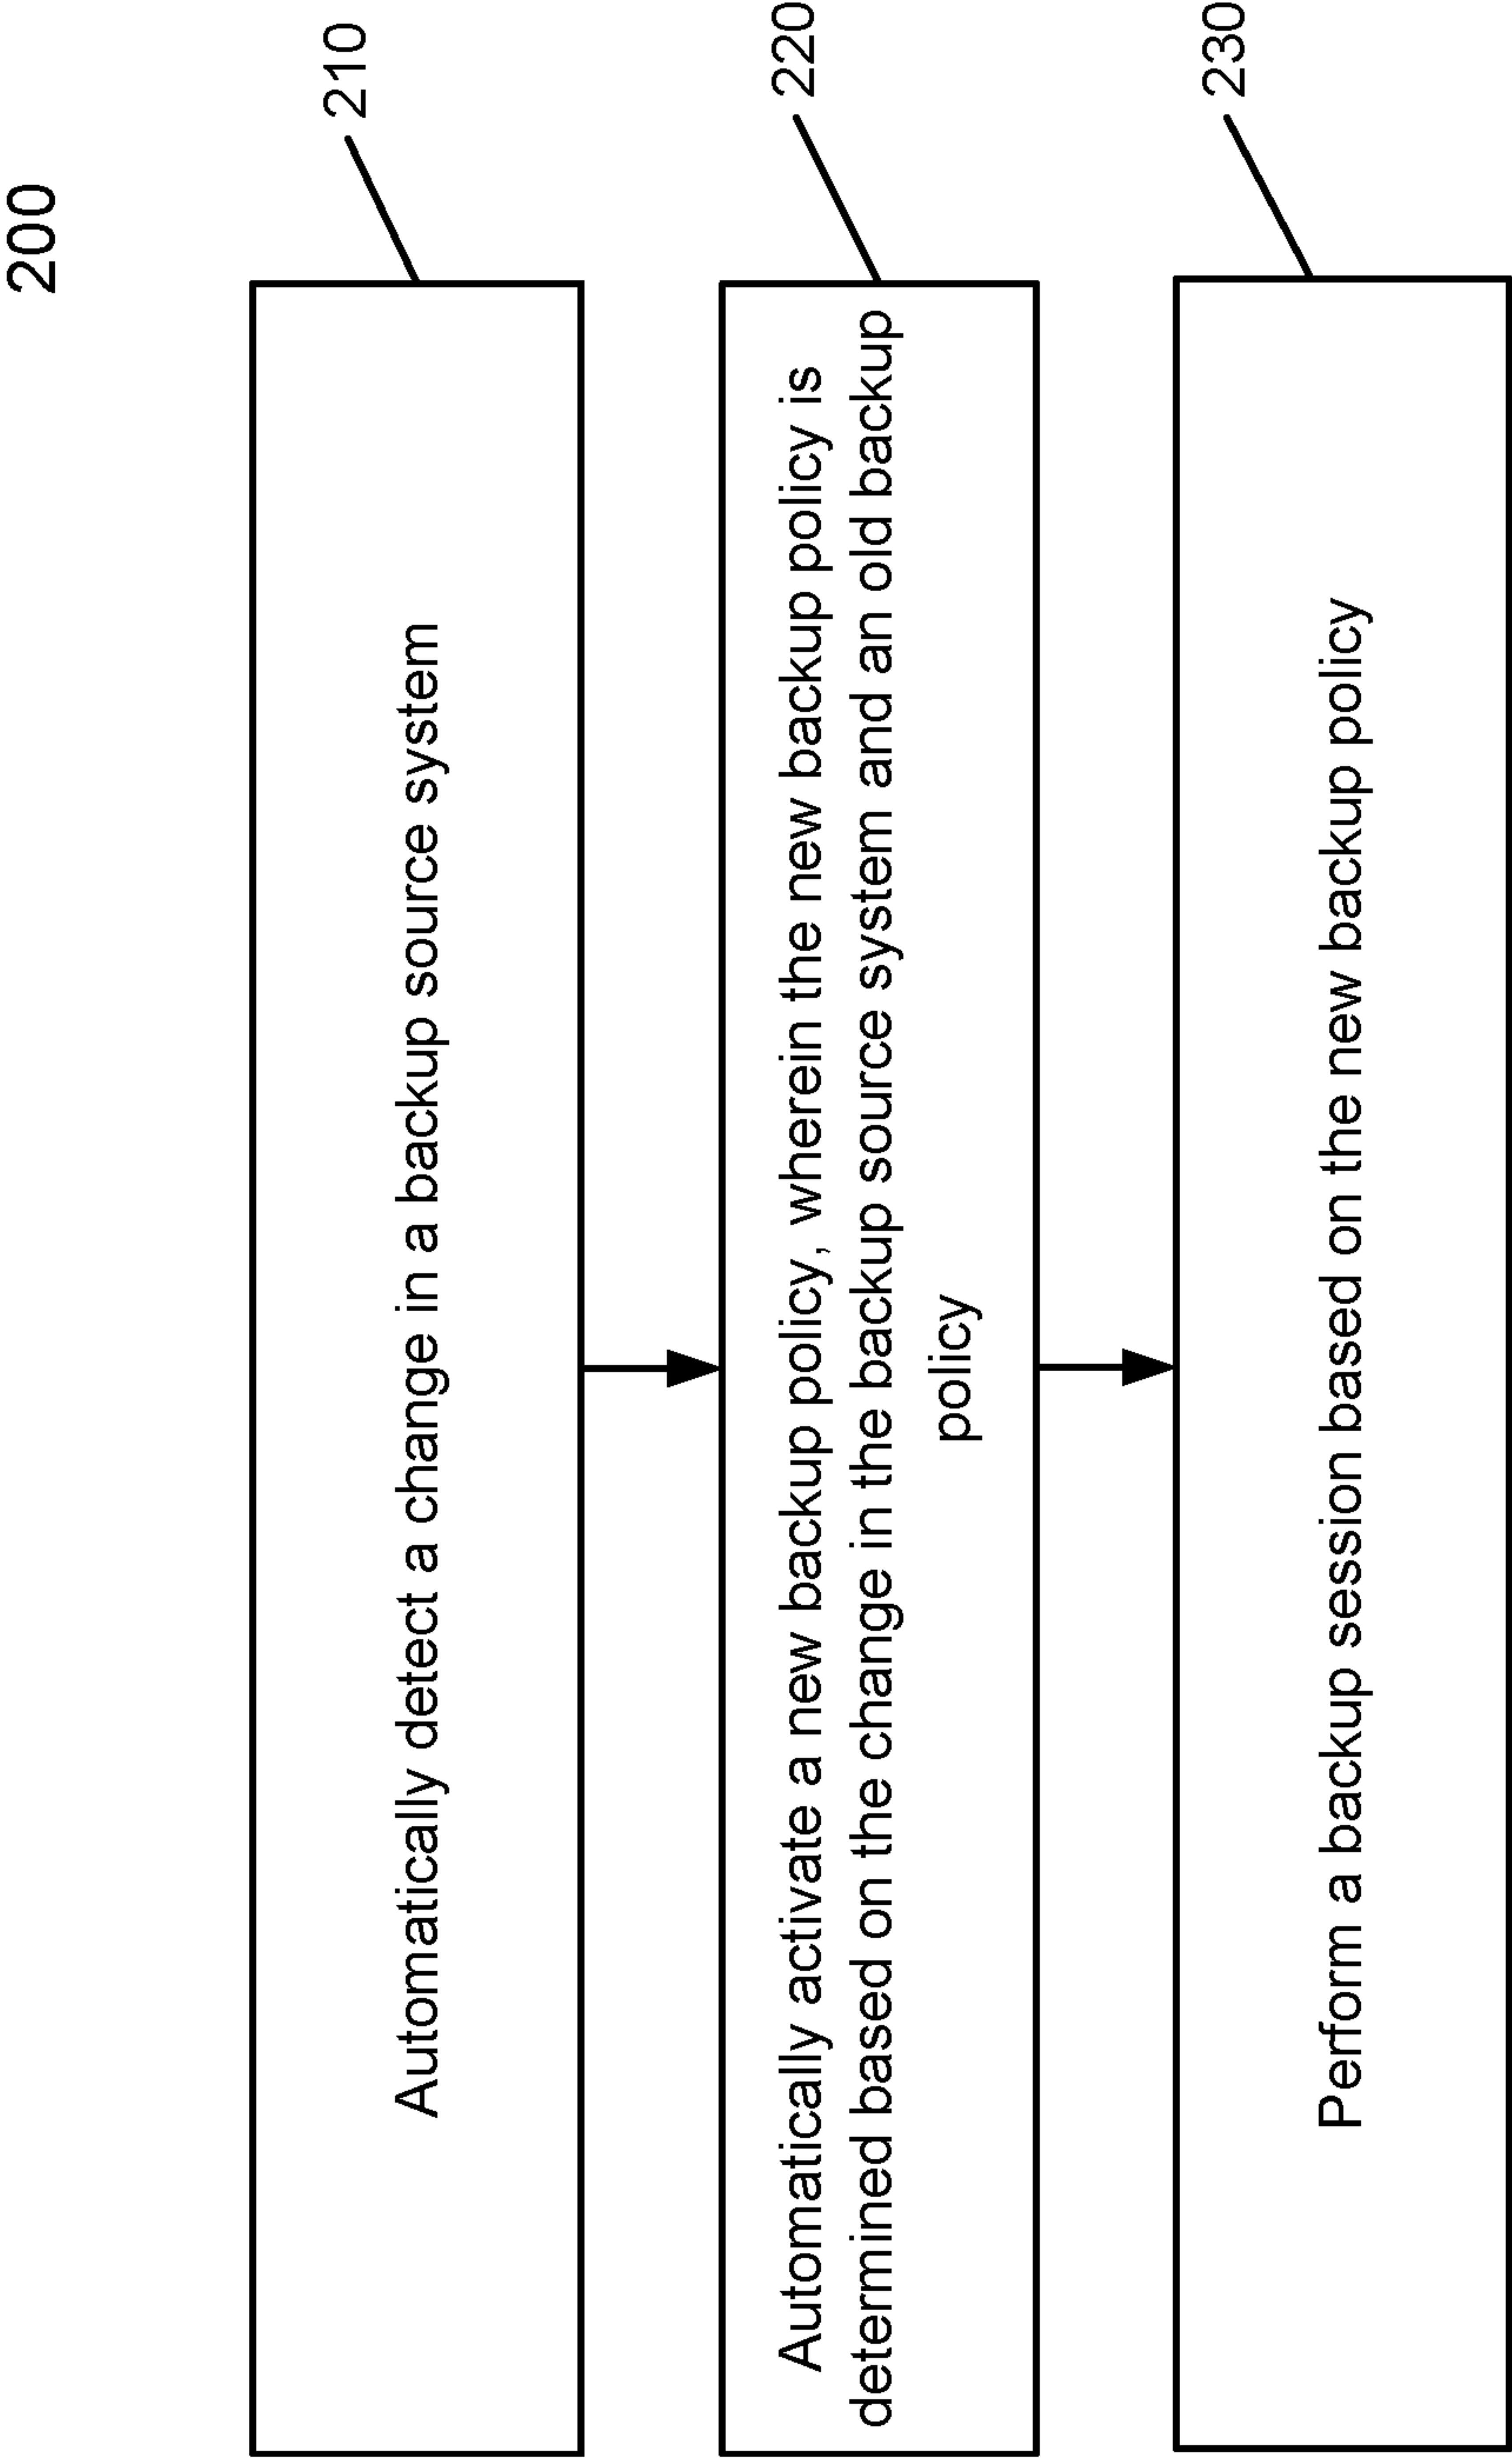 200
210
Automatically detect a change in a backup source system
220
Automatically activate a new backup policy, wherein the new backup policy is
determined based on the change in the backup source system and an old backup
policy
230
Perform a backup session based on the new backup policy